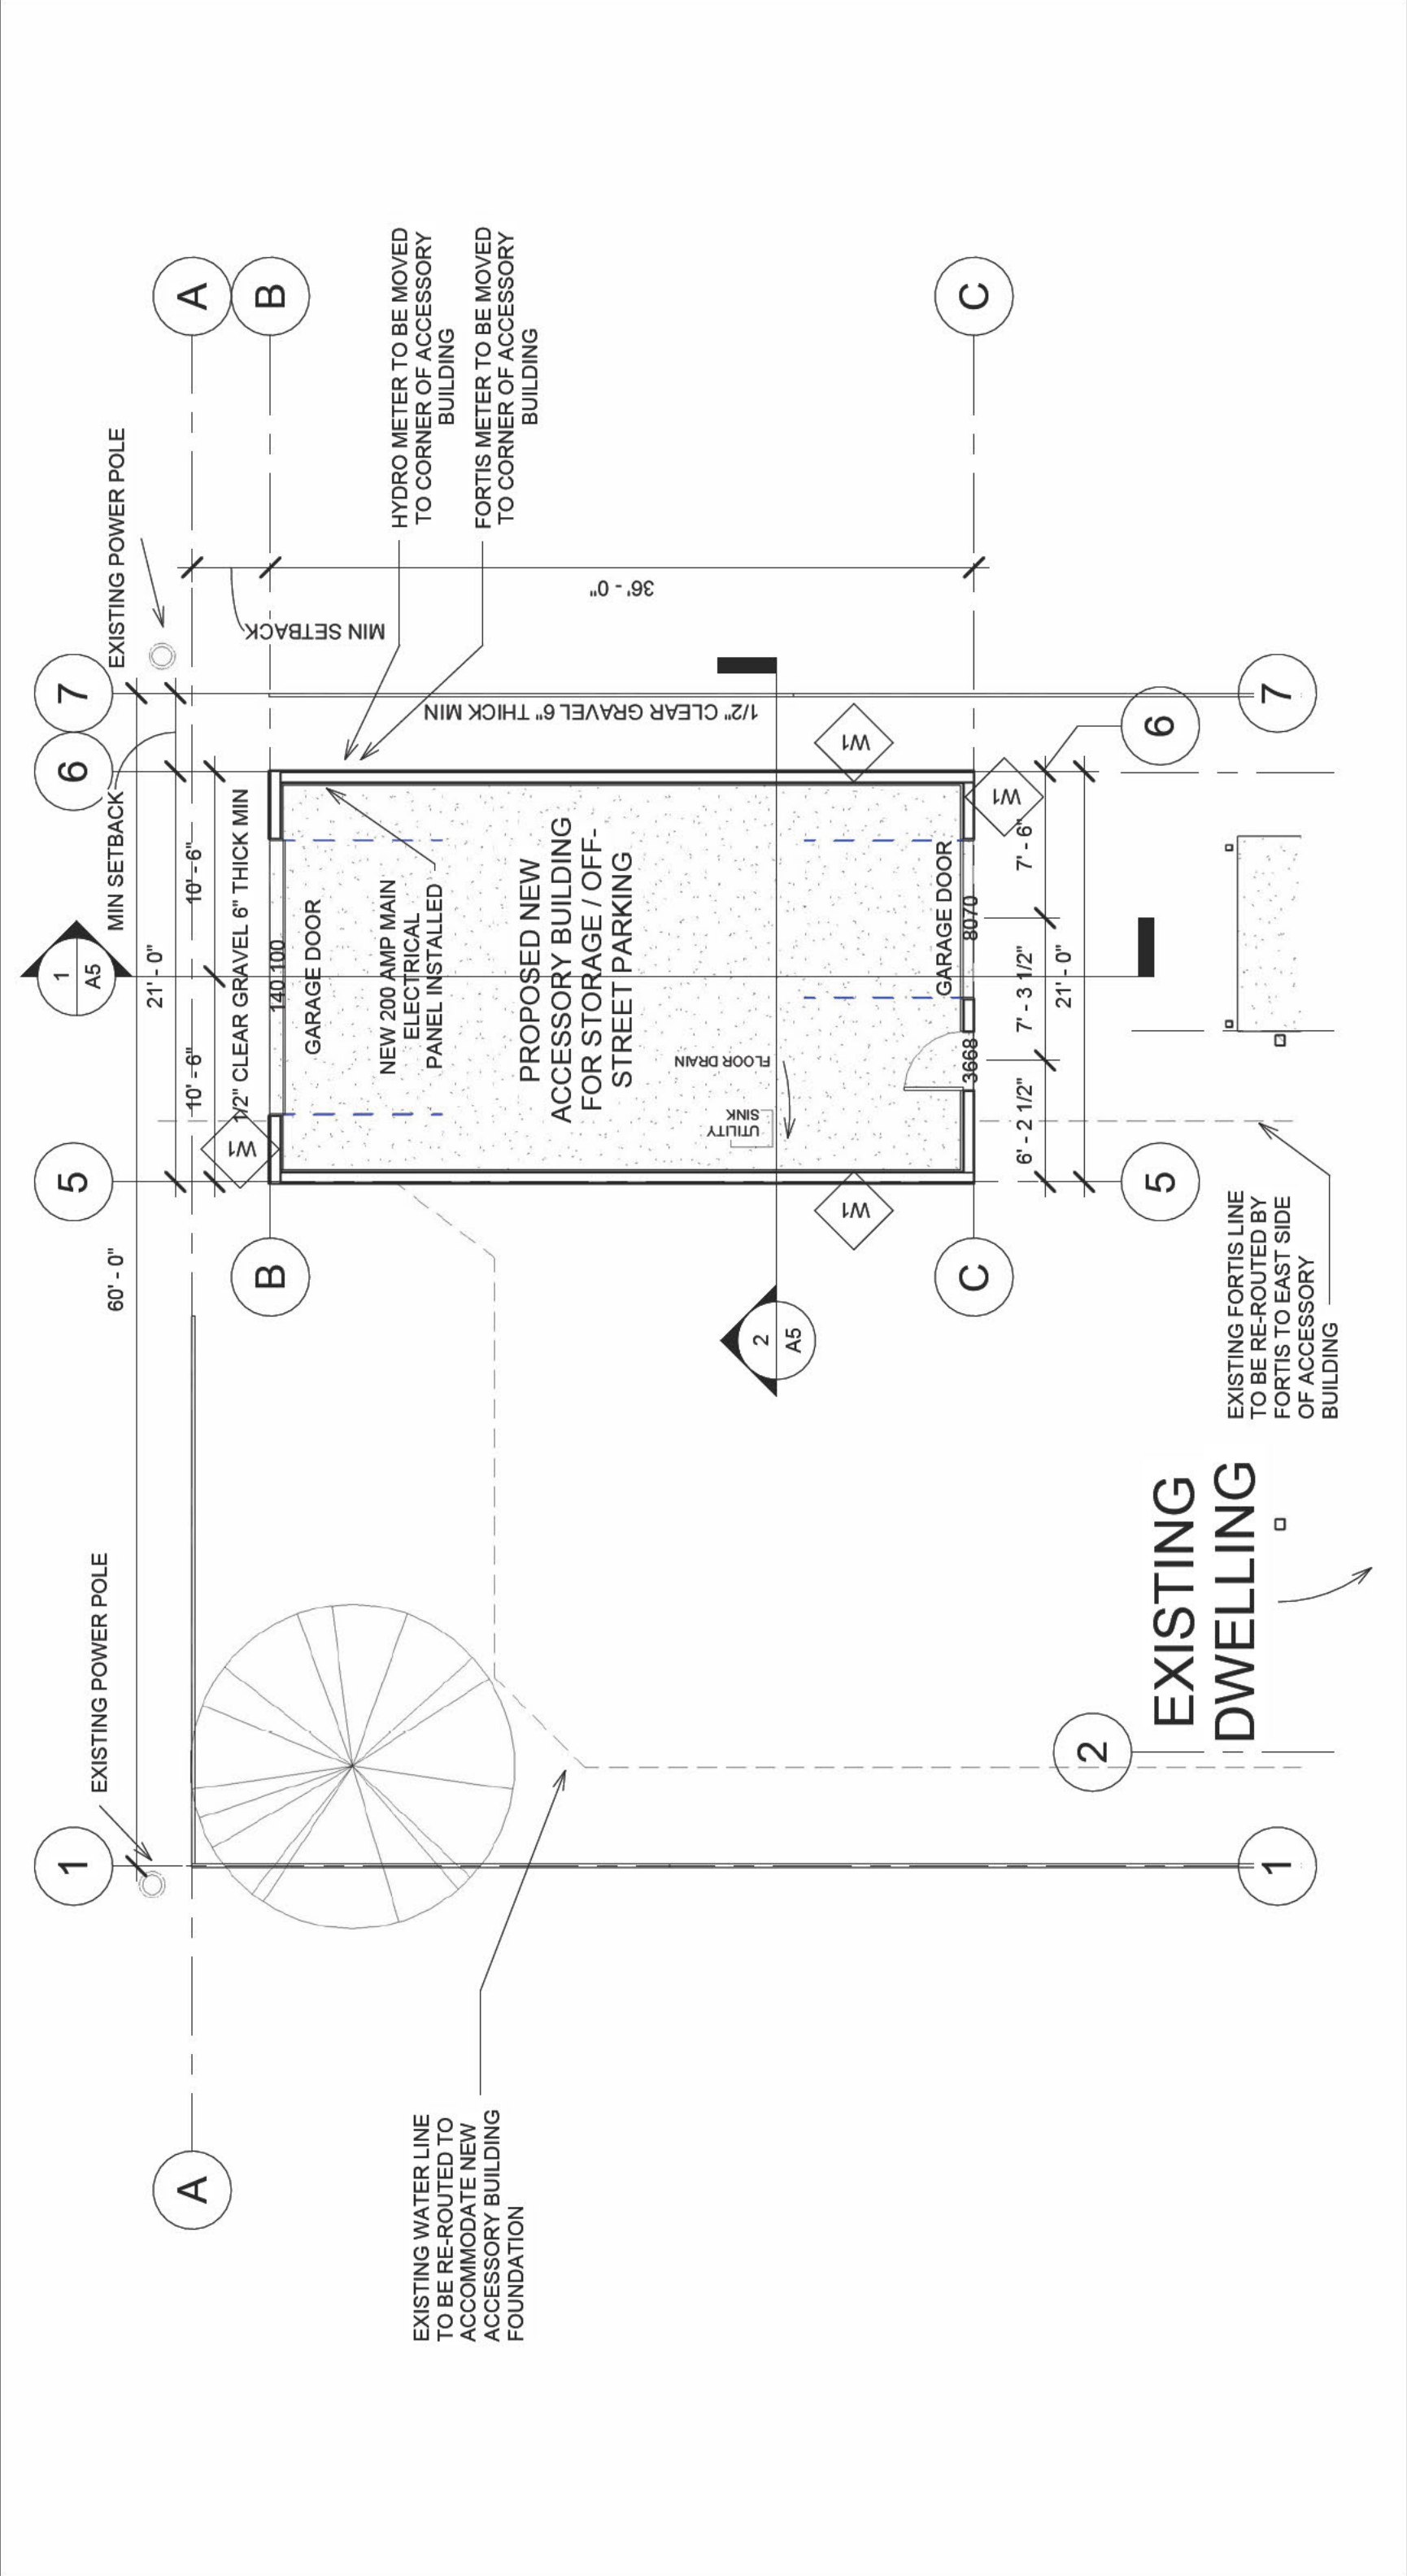 EXISTING POWER POLE
EXISTING POWER POLE
1
5
6
7
60' - 0"
21' - 0"
MIN SETBACK
1
A5
10' - 6"
10' - 6"
1/2" CLEAR GRAVEL 6" THICK MIN
A
A
B
B
C
C
W1
140100
GARAGE DOOR
NEW 200 AMP MAIN
ELECTRICAL
PANEL INSTALLED
PROPOSED NEW
ACCESSORY BUILDING
FOR STORAGE / OFF-
STREET PARKING
FLOOR DRAIN
UTILITY
SINK
GARAGE DOOR
3668
8070
W1
W1
W1
1/2" CLEAR GRAVEL 6" THICK MIN
MIN SETBACK
36' - 0"
HYDRO METER TO BE MOVED
TO CORNER OF ACCESSORY
BUILDING
FORTIS METER TO BE MOVED
TO CORNER OF ACCESSORY
BUILDING
2
A5
6' - 2 1/2"
7' - 3 1/2"
7' - 6"
21' - 0"
EXISTING WATER LINE
TO BE RE-ROUTED TO
ACCOMMODATE NEW
ACCESSORY BUILDING
FOUNDATION
EXISTING
DWELLING
EXISTING FORTIS LINE
TO BE RE-ROUTED BY
FORTIS TO EAST SIDE
OF ACCESSORY
BUILDING
1
2
5
6
7